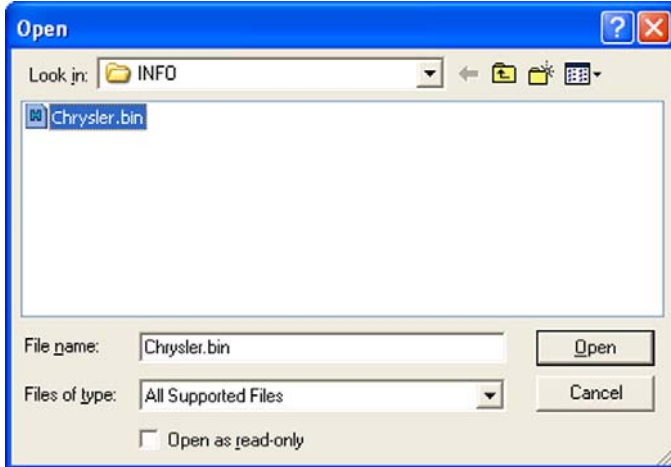 Open
Look in: INFO
Chrysler.bin
File name: Chrysler.bin Open
Files of type: All Supported Files Cancel
Open as read-only